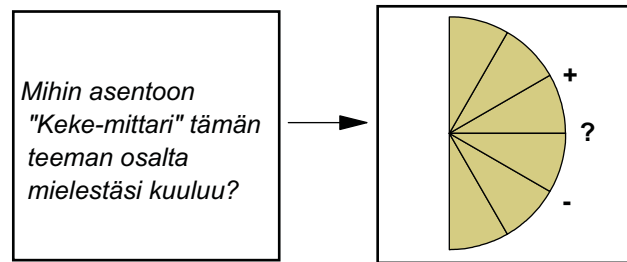 Mihin asentoon
"Keke-mittari" tämän
teeman osalta
mielestäsi kuuluu?
+
?
-